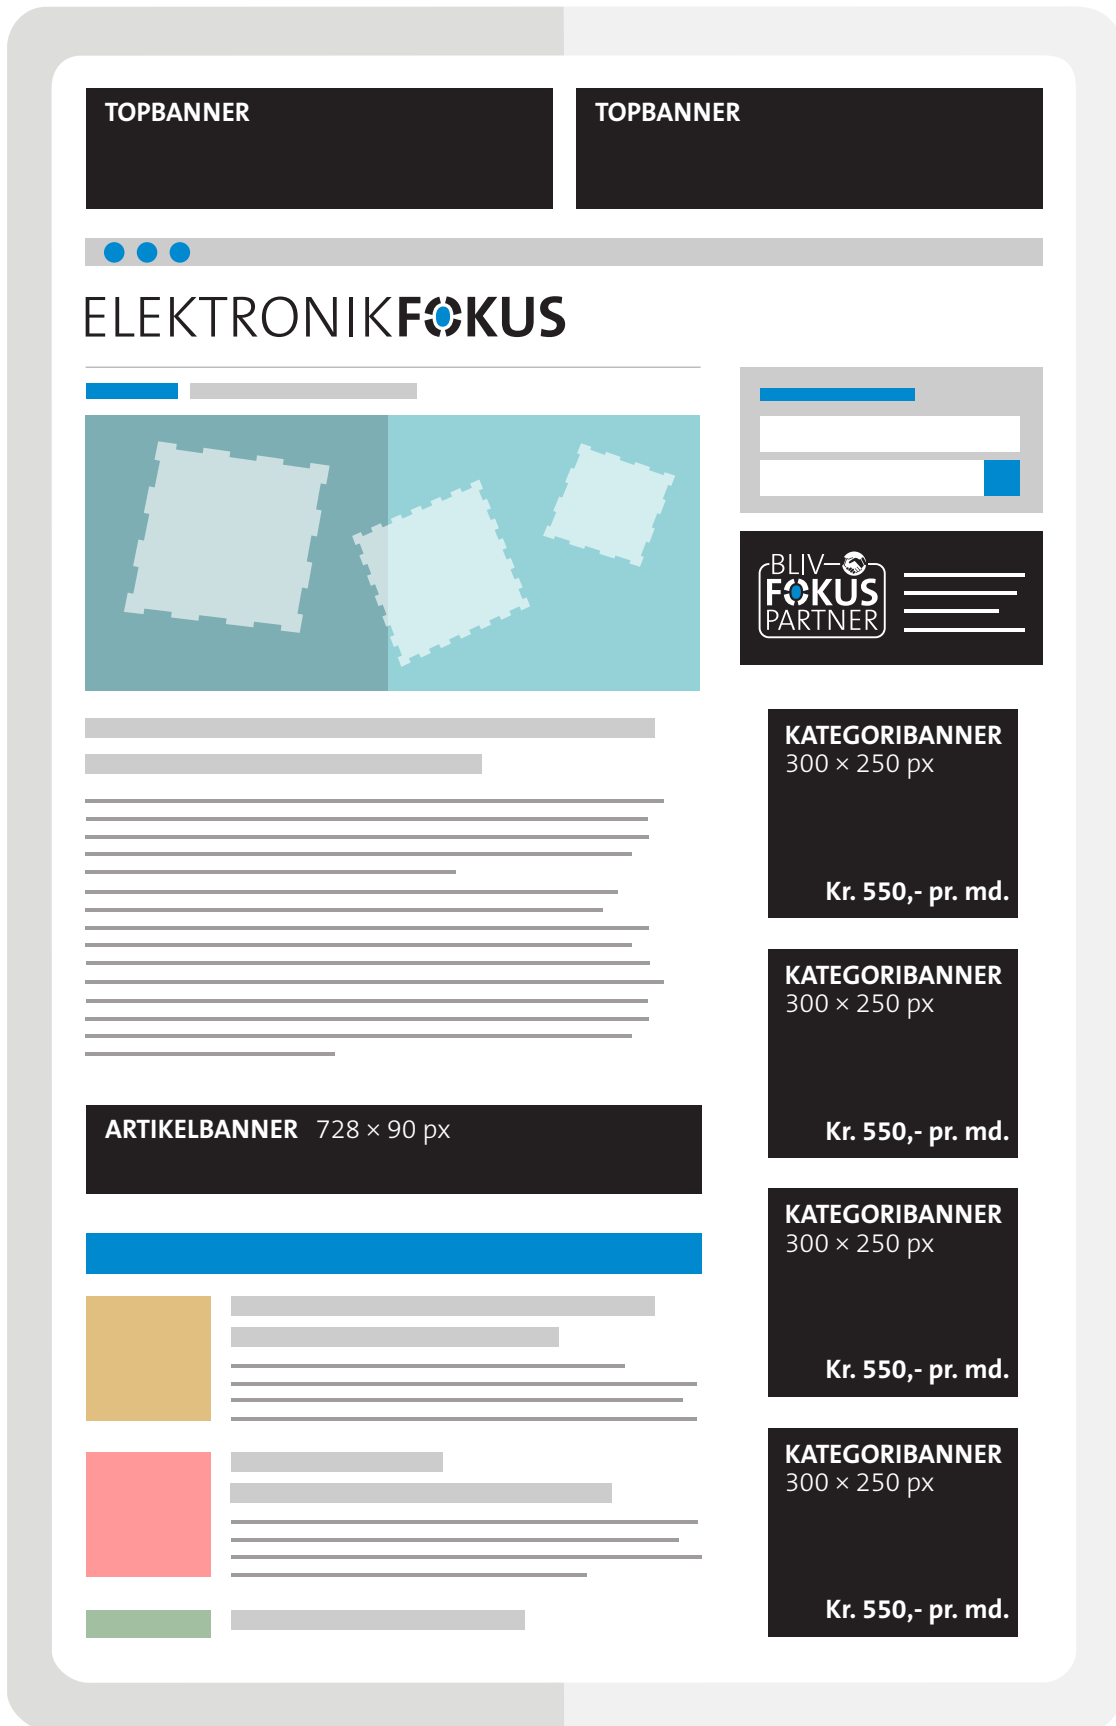 TOPBANNER
TOPBANNER
ELEKTRONIKFOKUS
BLIV
FOKUS
PARTNER
KATEGORIBANNER
300 × 250 px
Kr. 550,- pr. md.
KATEGORIBANNER
300 × 250 px
Kr. 550,- pr. md.
ARTIKELBANNER 728 × 90 px
KATEGORIBANNER
300 × 250 px
Kr. 550,- pr. md.
KATEGORIBANNER
300 × 250 px
Kr. 550,- pr. md.